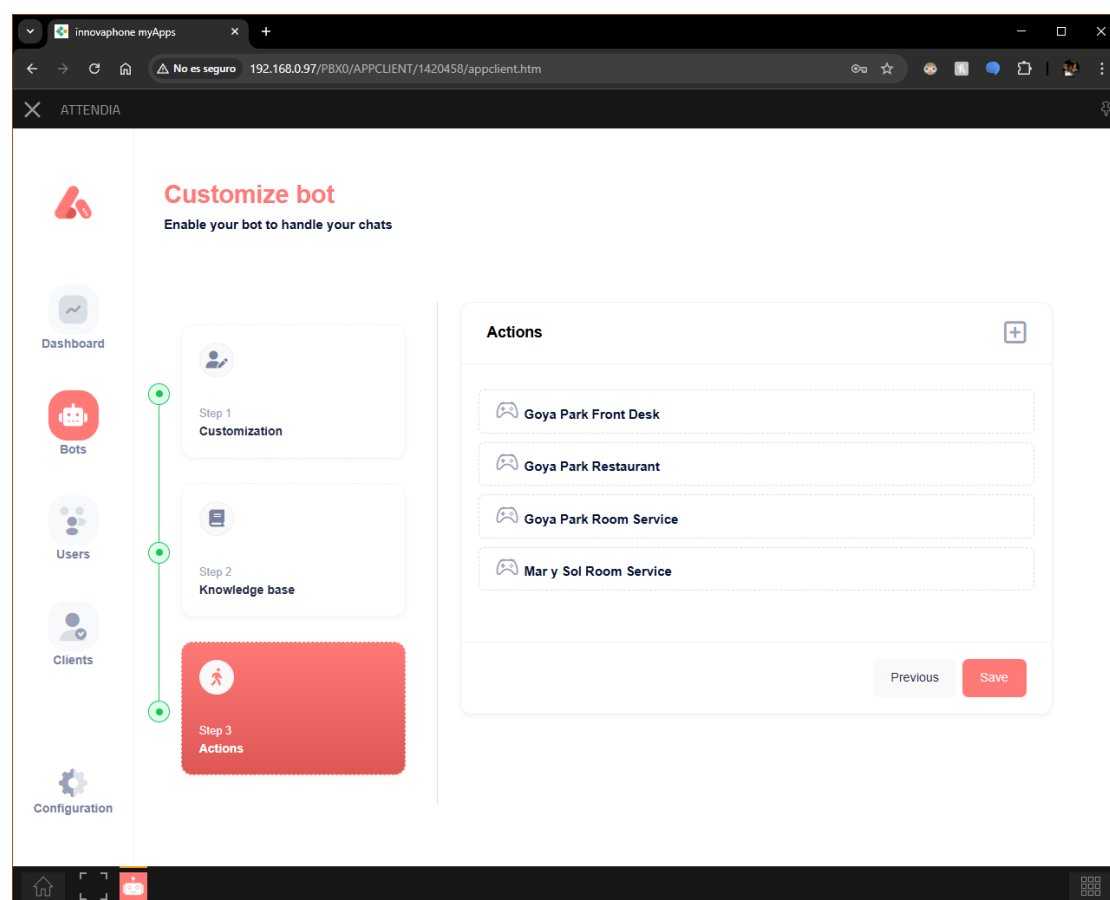 innovaphone myApps
No es seguro 192.168.0.97/PBX0/APPCLIENT/1420458/appclient.htm
ATTENDIA
Customize bot
Enable your bot to handle your chats
Dashboard
Bots
Users
Clients
Configuration
Step 1
Customization
Step 2
Knowledge base
Step 3
Actions
Actions
Goya Park Front Desk
Goya Park Restaurant
Goya Park Room Service
Mar y Sol Room Service
Previous
Save